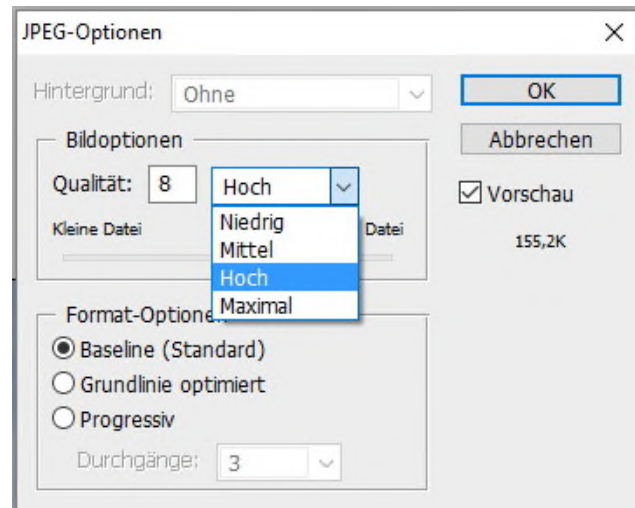 JPEG-Optionen
Hintergrund: Ohne
OK
Bildoptionen
Abbrechen
Qualität: 8 Hoch
Vorschau
Kleine Datei
Datei
155,2K
Niedrig
Mittel
Hoch
Maximal
Format-Optionen
Baseline (Standard)
Grundlinie optimiert
Progressiv
Durchgänge: 3